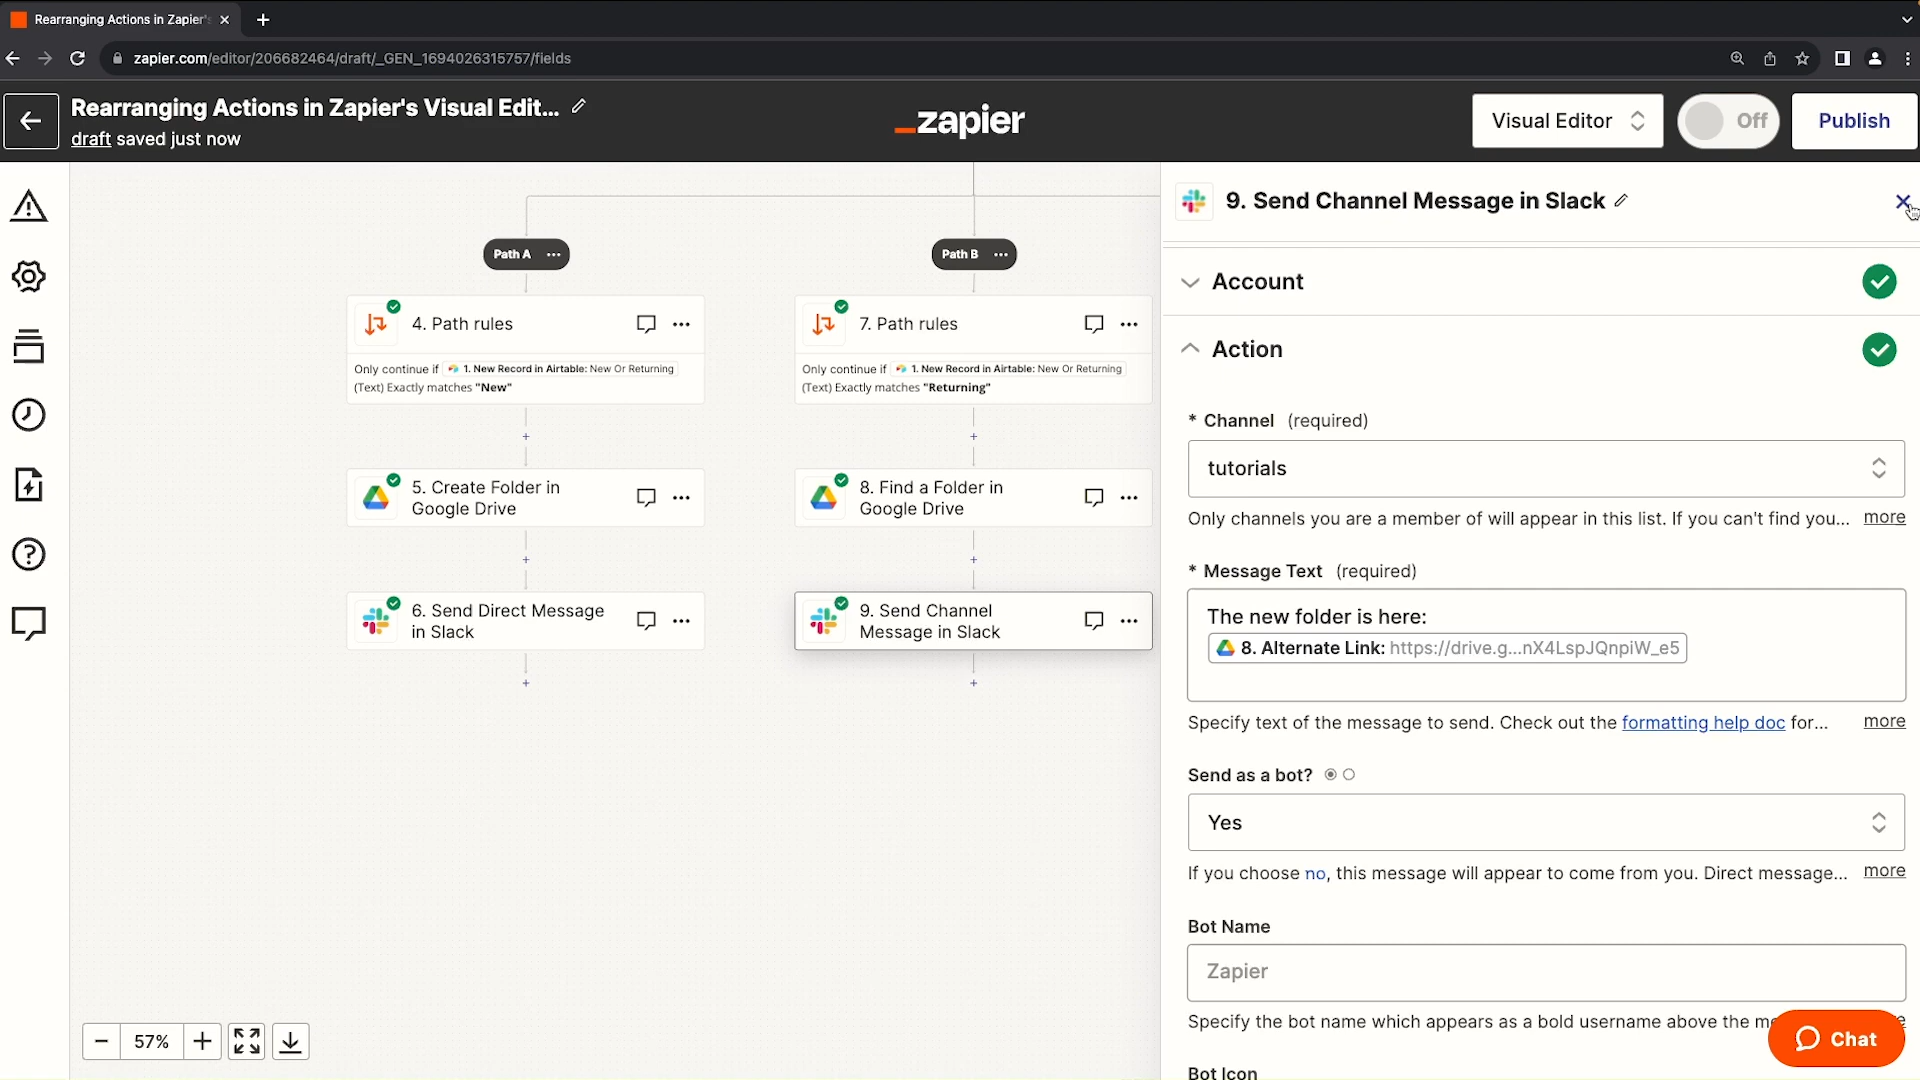 Rearranging Actions in Zapier's
zapier.com/editor/206682464/draft/_GEN_1694026315757/fields
Rearranging Actions in Zapier's Visual Edit...
draft saved just now
_zapier
Visual Editor
Off
Publish
Path A
4. Path rules
Only continue if 1. New Record in Airtable: New Or Returning
(Text) Exactly matches "New"
5. Create Folder in
Google Drive
6. Send Direct Message
in Slack
Path B
7. Path rules
Only continue if 1. New Record in Airtable: New Or Returning
(Text) Exactly matches "Returning"
8. Find a Folder in
Google Drive
9. Send Channel
Message in Slack
57%
9. Send Channel Message in Slack
Account
Action
* Channel (required)
tutorials
Only channels you are a member of will appear in this list. If you can't find you... more
* Message Text (required)
The new folder is here:
8. Alternate Link: https://drive.g...nX4LspJQnpiW_e5
Specify text of the message to send. Check out the formatting help doc for... more
Send as a bot?
Yes
If you choose no, this message will appear to come from you. Direct message... more
Bot Name
Zapier
Specify the bot name which appears as a bold username above the
Chat
Bot Icon